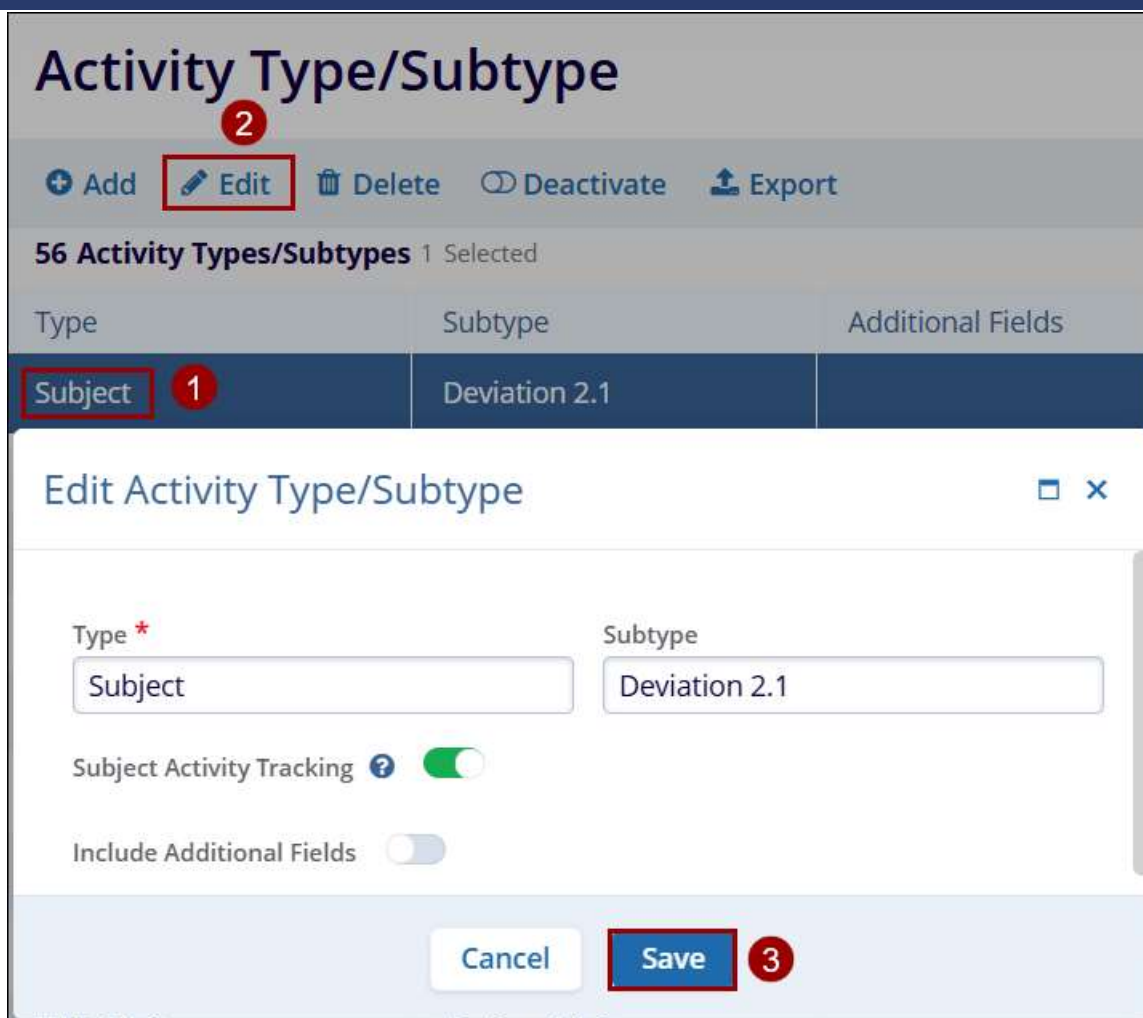 Activity Type/Subtype
2
Add Edit Delete Deactivate Export
56 Activity Types/Subtypes 1 Selected
Type Subtype Additional Fields
Subject 1 Deviation 2.1
Edit Activity Type/Subtype
Type * Subtype
Subject Deviation 2.1
Subject Activity Tracking ?
Include Additional Fields
Cancel Save 3